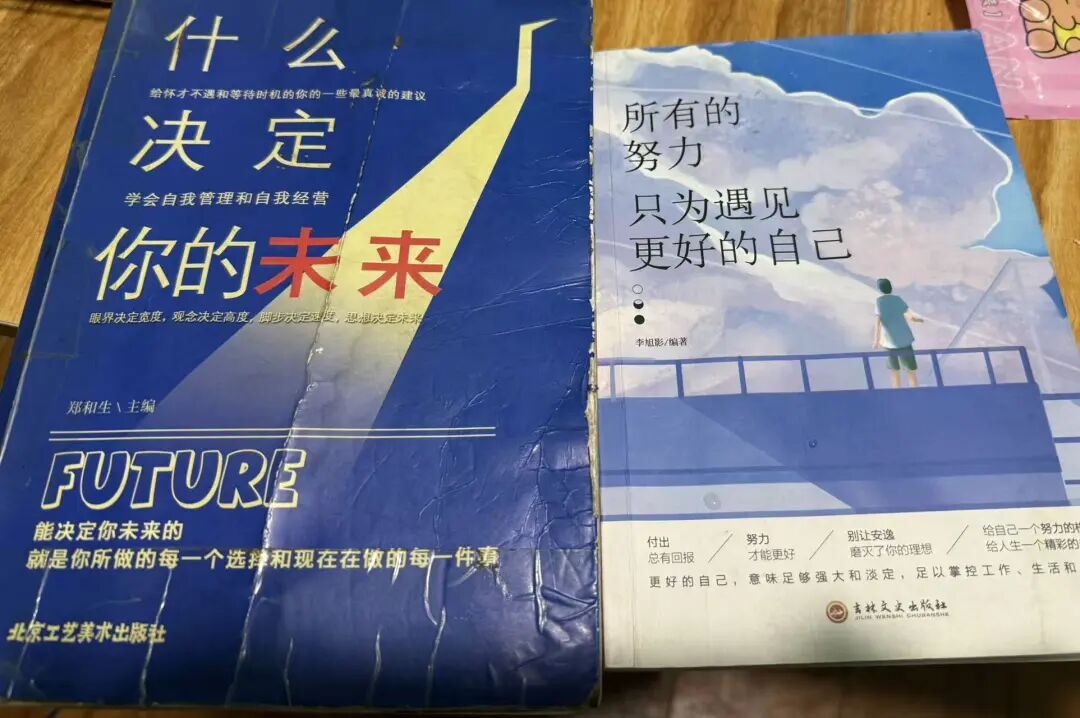 什么
给怀才不遇和等待时机的你的一些最真诚的建议
决定
学会自我管理和自我经营
你的未来
眼界决定宽度，观念决定高度，脚步决定速度，思想决定未来
郑和生\主编
FUTURE
能决定你未来的
就是你所做的每一个选择和现在在做的每一件事
北京工艺美术出版社
所有的
努力
只为遇见
更好的自己
李旭影/编著
付出
总有回报
努力
才能更好
别让安逸
磨灭了你的理想
给自己一个努力的
给人生一个精彩的
更好的自己，意味足够强大和淡定，足以掌控工作、生活和
吉林文史出版社
JILIN WENSHI CHUBANSHE